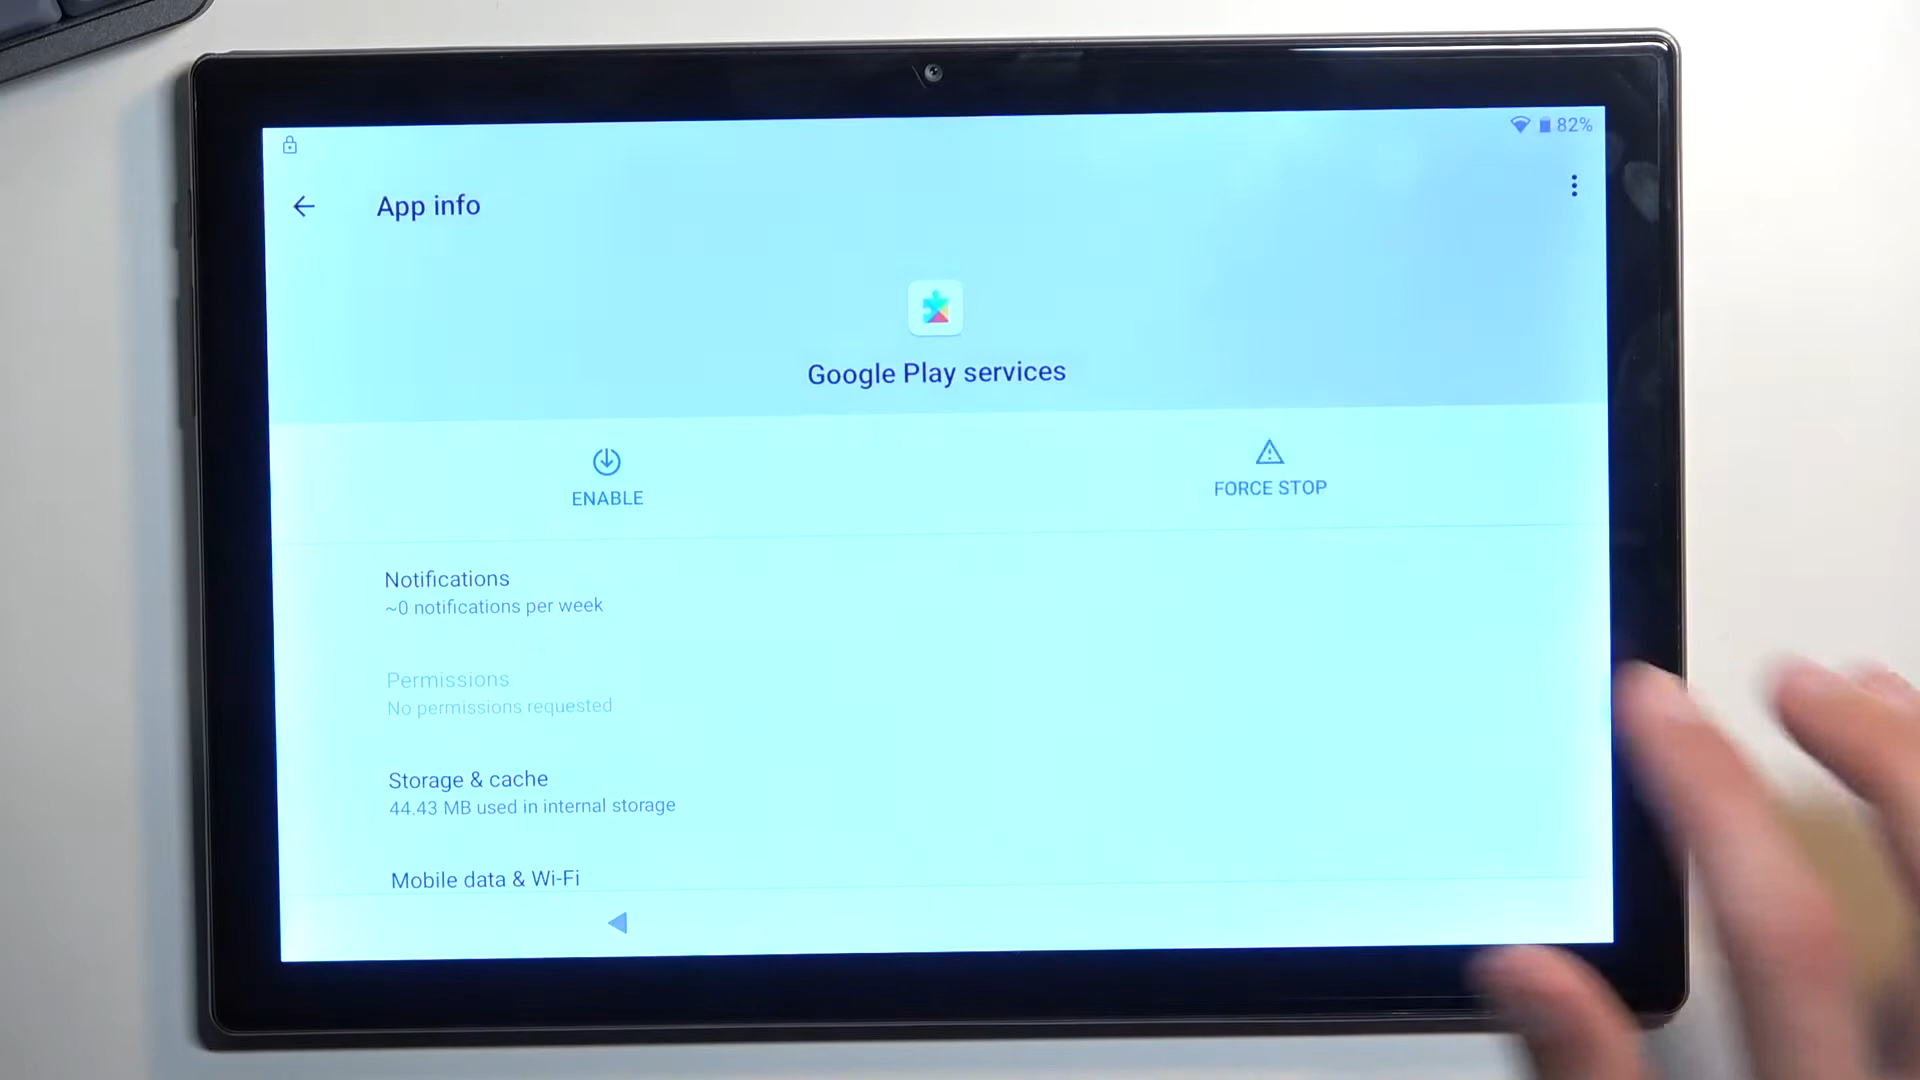 82%
App info
Google Play services
ENABLE
FORCE STOP
Notifications
~0 notifications per week
Permissions
No permissions requested
Storage & cache
44.43 MB used in internal storage
Mobile data & Wi-Fi